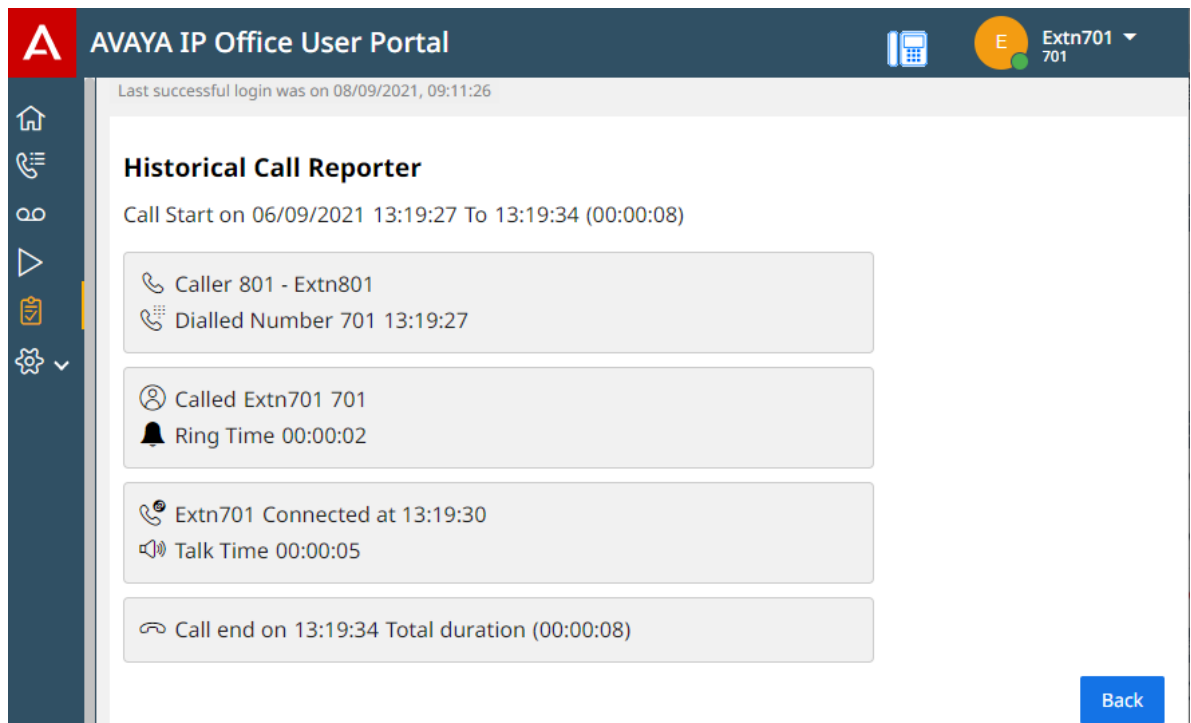 AVAYA IP Office User Portal
E
Extn701
701
Last successful login was on 08/09/2021, 09:11:26
Historical Call Reporter
Call Start on 06/09/2021 13:19:27 To 13:19:34 (00:00:08)
Caller 801 - Extn801
Dialled Number 701 13:19:27
Called Extn701 701
Ring Time 00:00:02
Extn701 Connected at 13:19:30
Talk Time 00:00:05
Call end on 13:19:34 Total duration (00:00:08)
Back